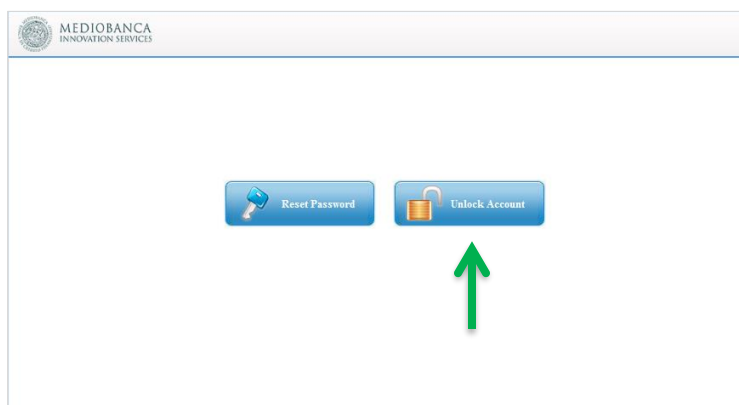 MEDIOBANCA
INNOVATION SERVICES
Reset Password
Unlock Account